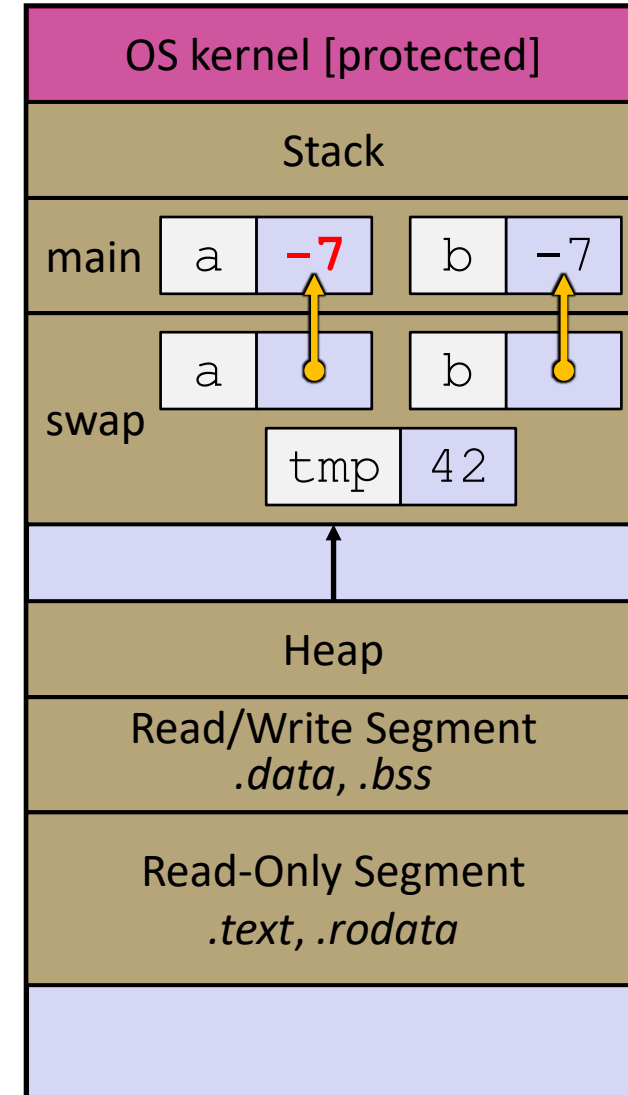 OS kernel [protected]
Stack
main a -7 b -7
a b
swap
tmp 42
Heap
Read/Write Segment
.data, .bss
Read-Only Segment
.text, .rodata